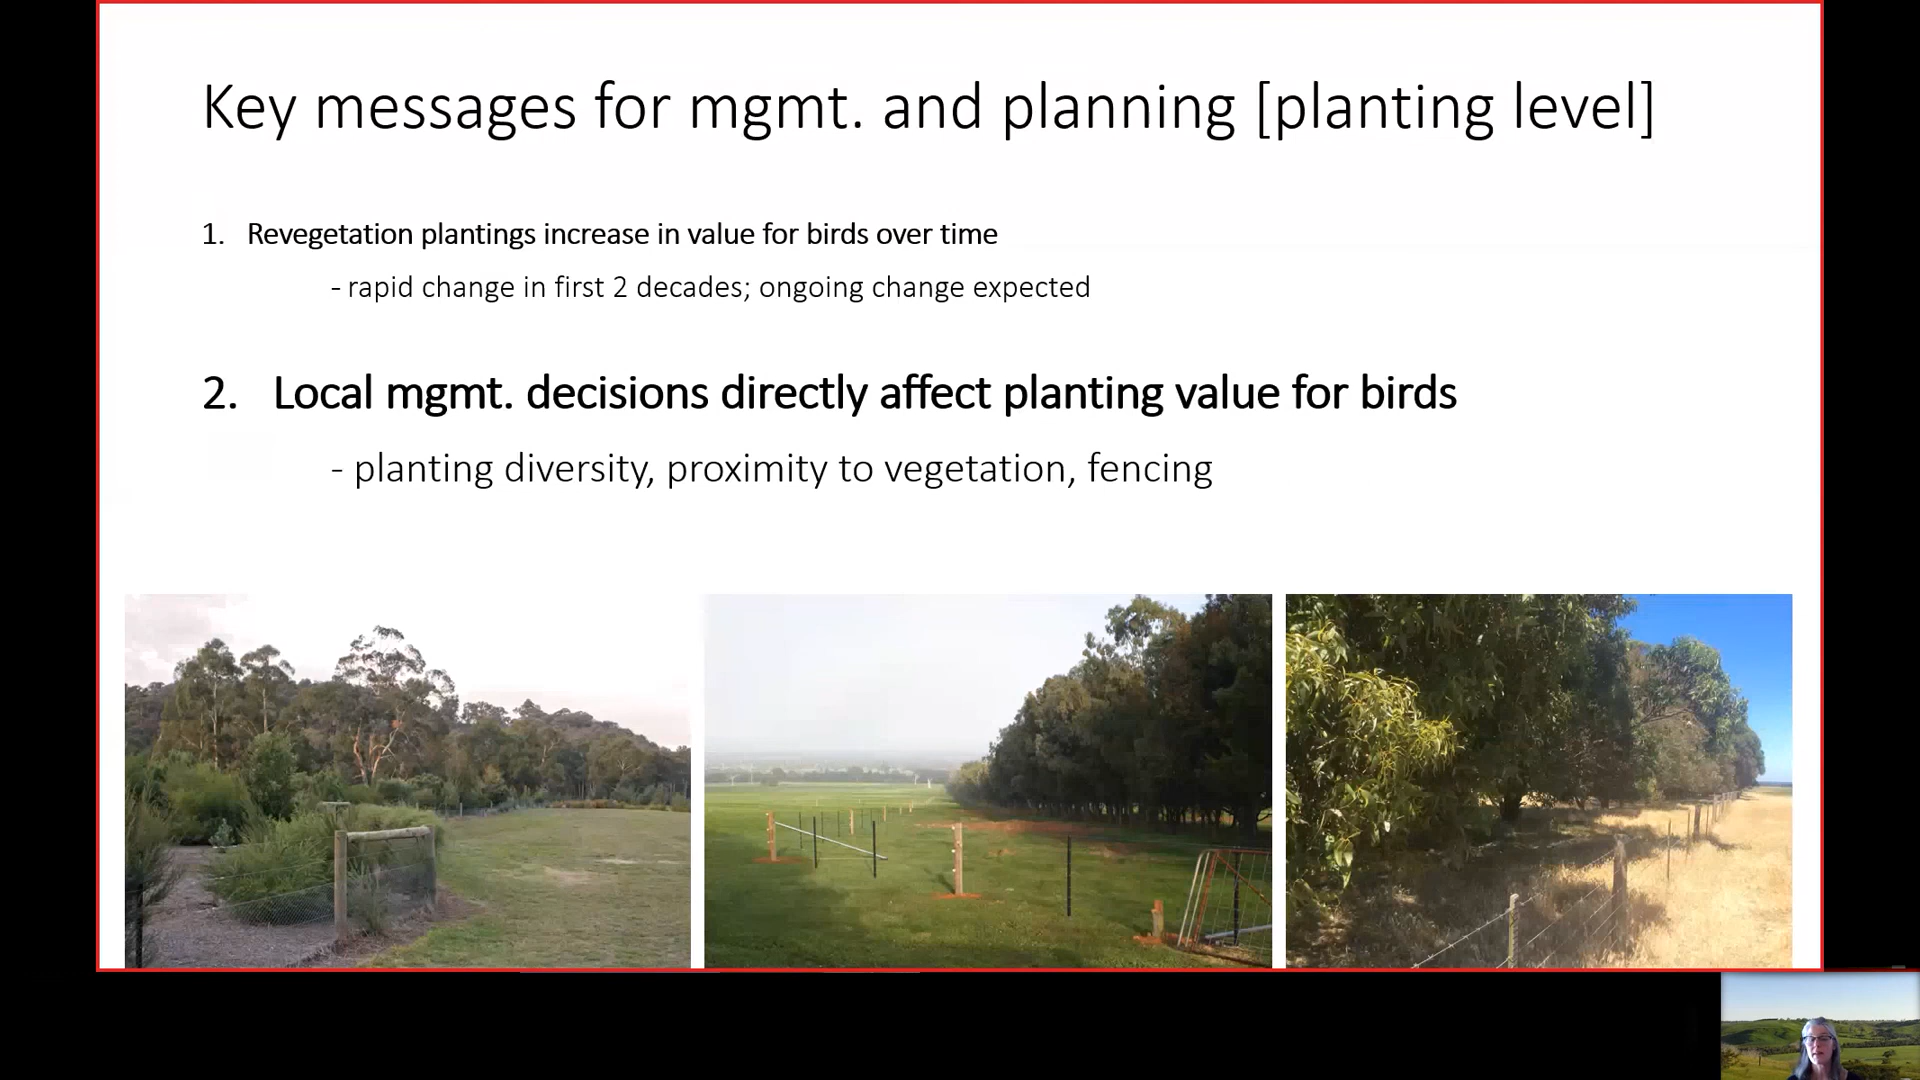 Key messages for mgmt. and planning [planting level]
1. Revegetation plantings increase in value for birds over time
- rapid change in first 2 decades; ongoing change expected
2. Local mgmt. decisions directly affect planting value for birds
- planting diversity, proximity to vegetation, fencing